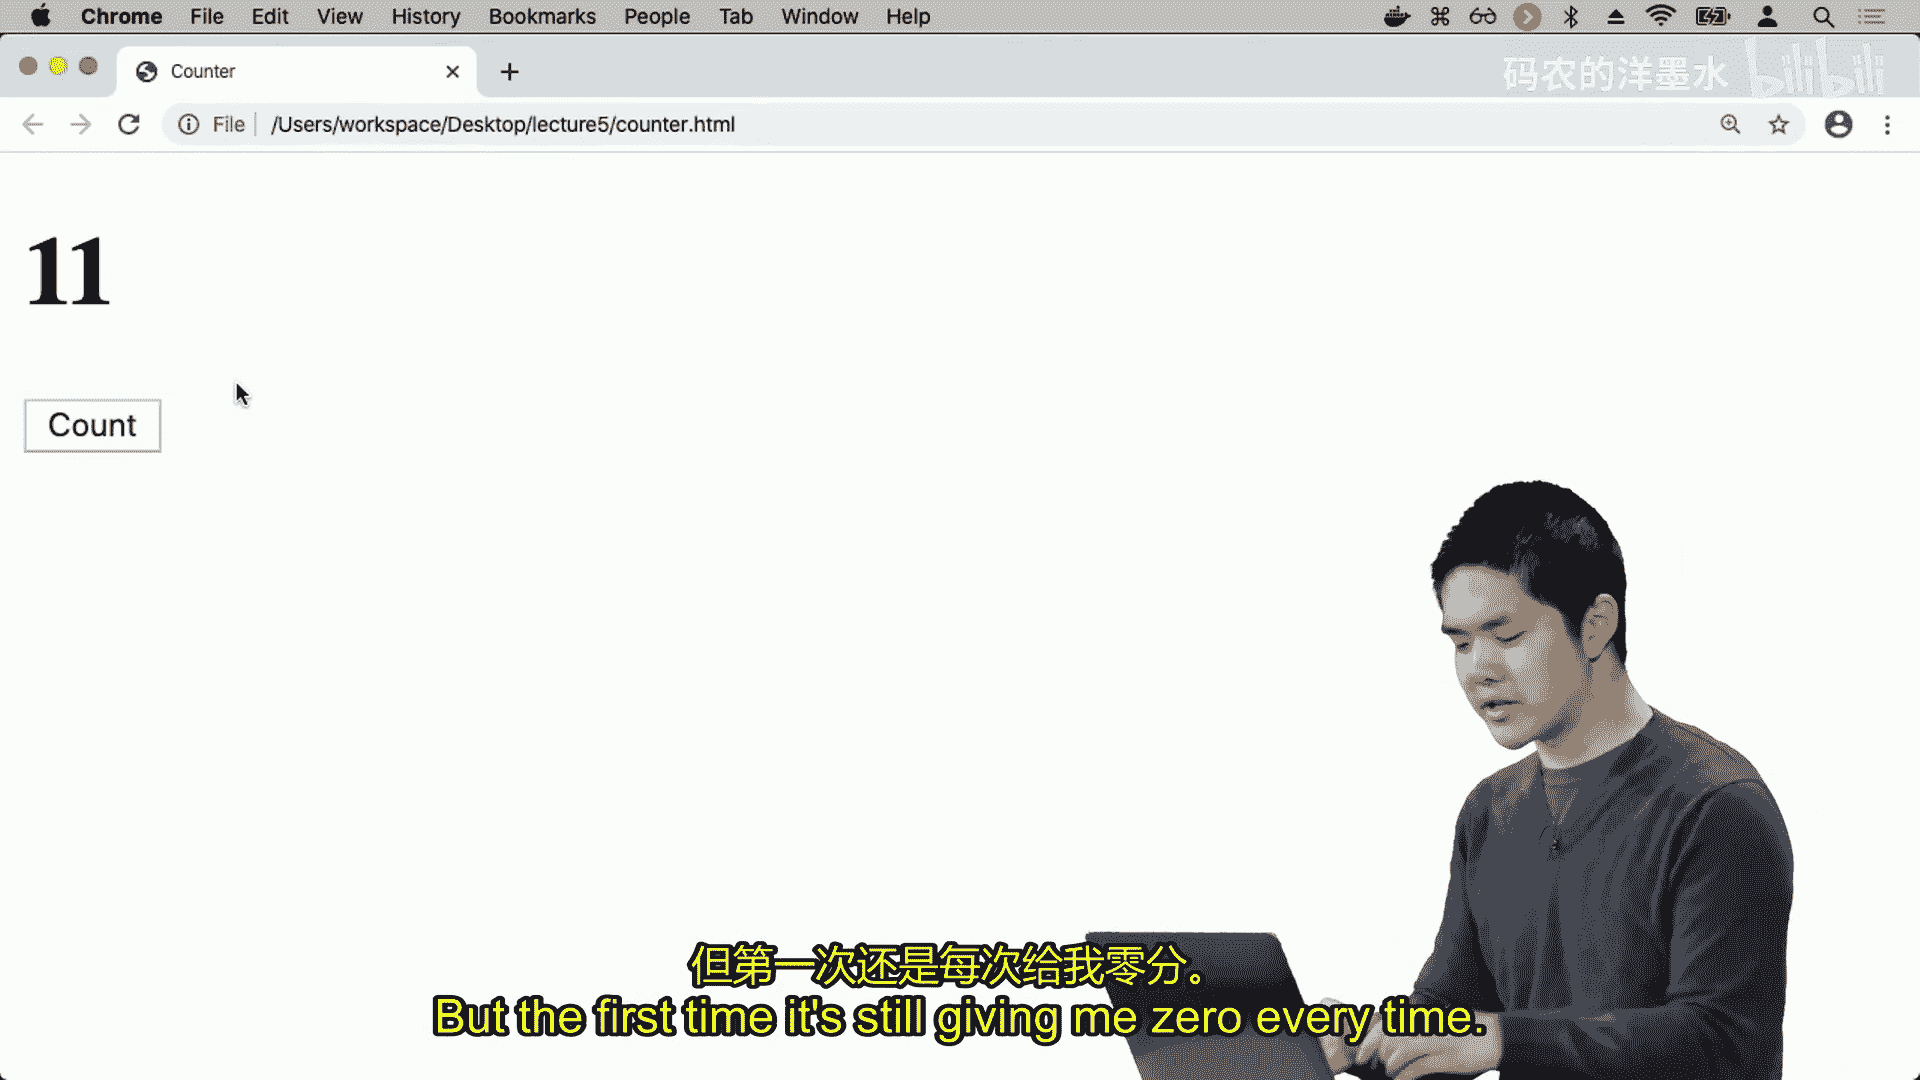 Chrome File Edit View History Bookmarks People Tab Window Help
Counter
码农的洋墨水 bilibili
File /Users/workspace/Desktop/lecture5/counter.html
11
Count
但第一次还是每次给我零分。
But the first time it's still giving me zero every time.